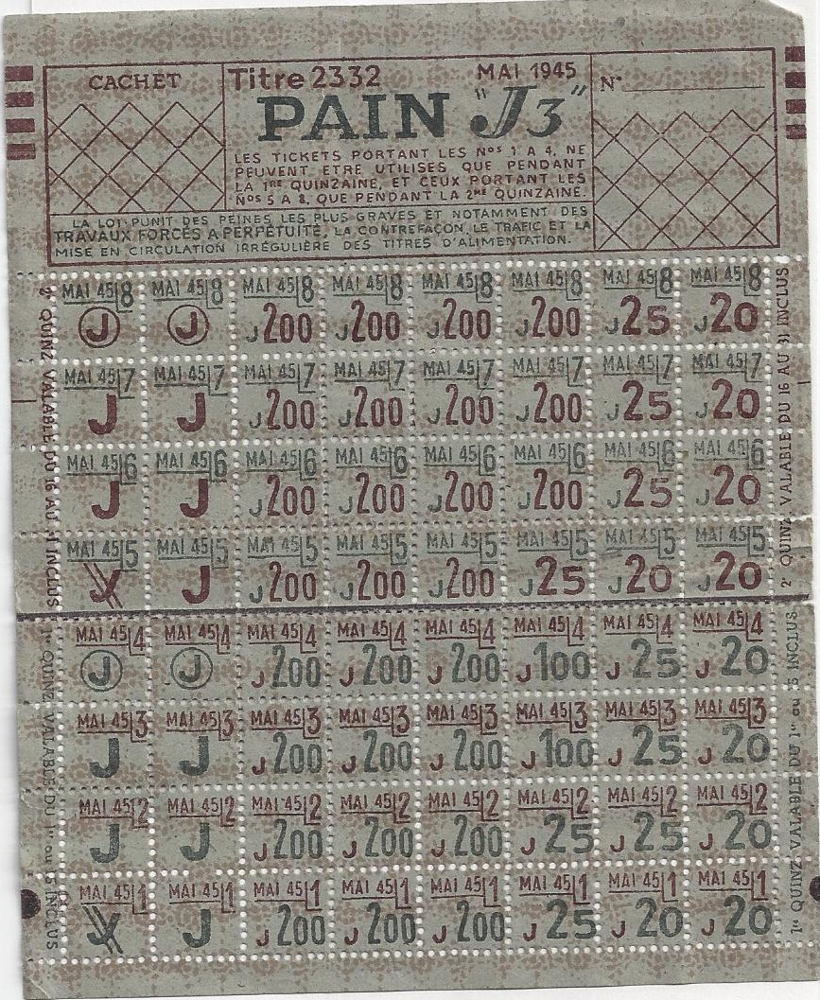 CACHET
Titre 2332 MAI 1945
N°
PAIN "J3"
LES TICKETS PORTANT LES Nos 1 A 4, NE
PEUVENT ETRE UTILISES QUE PENDANT
LA 1RE QUINZAINE, ET CEUX PORTANT LES
Nos 5 A 8, QUE PENDANT LA 2ME QUINZAINE.
LA LOI PUNIT DES PEINES LES PLUS GRAVES ET NOTAMMENT DES
TRAVAUX FORCÉS A PERPÉTUITÉ, LA CONTREFAÇON, LE TRAFIC ET LA
MISE EN CIRCULATION IRRÉGULIÈRE DES TITRES D'ALIMENTATION.
MAI 45 8 MAI 45 8 MAI 45 8 MAI 45 8 MAI 45 8 MAI 45 8 MAI 45 8 MAI 45 8
J J J200 J200 J200 J200 J25 J20
MAI 45 7 MAI 45 7 MAI 45 7 MAI 45 7 MAI 45 7 MAI 45 7 MAI 45 7 MAI 45 7
J J J200 J200 J200 J200 J25 J20
MAI 45 6 MAI 45 6 MAI 45 6 MAI 45 6 MAI 45 6 MAI 45 6 MAI 45 6 MAI 45 6
J J J200 J200 J200 J200 J25 J20
MAI 45 5 MAI 45 5 MAI 45 5 MAI 45 5 MAI 45 5 MAI 45 5 MAI 45 5 MAI 45 5
J J J200 J200 J200 J25 J20 J20
MAI 45 4 MAI 45 4 MAI 45 4 MAI 45 4 MAI 45 4 MAI 45 4 MAI 45 4 MAI 45 4
J J J200 J200 J200 J100 J25 J20
MAI 45 3 MAI 45 3 MAI 45 3 MAI 45 3 MAI 45 3 MAI 45 3 MAI 45 3 MAI 45 3
J J J200 J200 J200 J100 J25 J20
MAI 45 2 MAI 45 2 MAI 45 2 MAI 45 2 MAI 45 2 MAI 45 2 MAI 45 2 MAI 45 2
J J J200 J200 J200 J25 J25 J20
MAI 45 1 MAI 45 1 MAI 45 1 MAI 45 1 MAI 45 1 MAI 45 1 MAI 45 1 MAI 45 1
J J J200 J200 J200 J25 J20 J20
2e QUINZ VALABLE DU 16 AU 31 INCLUS
1re QUINZ VALABLE DU 1er au 15 INCLUS
2e QUINZ VALABLE DU 16 AU 31 INCLUS
1re QUINZ VALABLE DU 1er au 15 INCLUS